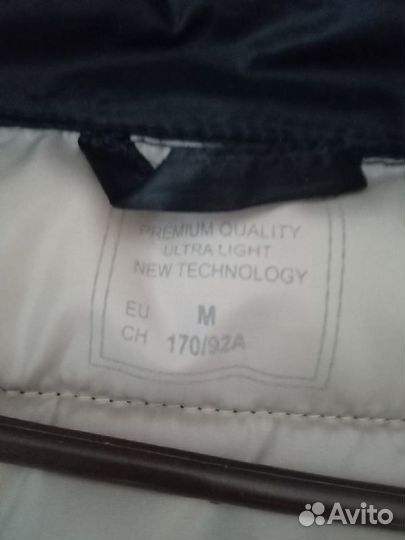 PREMIUM QUALITY
ULTRA LIGHT
NEW TECHNOLOGY
EU M
CH 170/92A
Avito